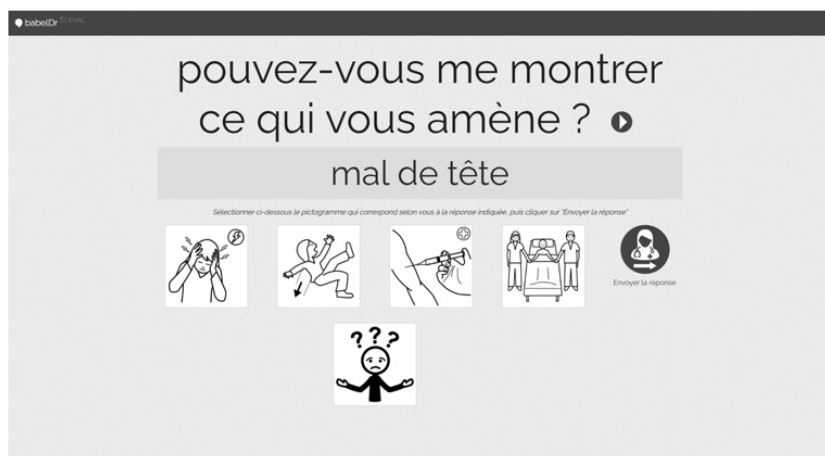 babelDr EVAL
pouvez-vous me montrer
ce qui vous amène ?
mal de tête
Sélectionner ci-dessous le pictogramme qui correspond selon vous à la réponse indiquée, puis cliquer sur "Envoyer la réponse"
Envoyer la réponse
? ? ?